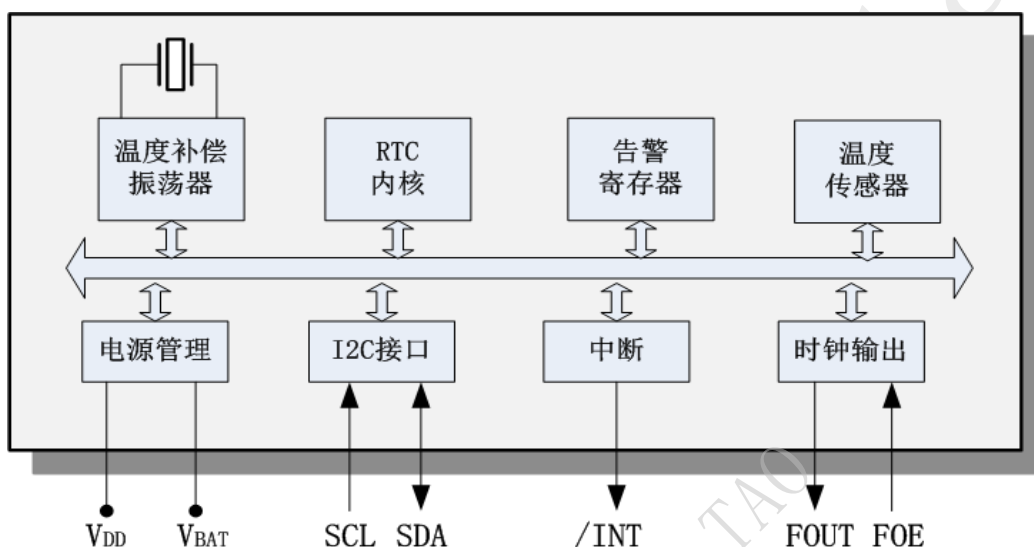 温度补偿
振荡器
RTC
内核
告警
寄存器
温度
传感器
电源管理
I2C接口
中断
时钟输出
VDD VBAT SCL SDA /INT FOUT FOE
TAO